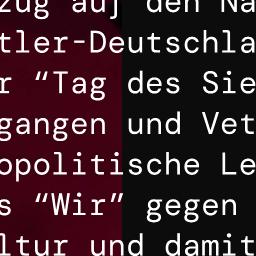 zug auf den Na
tler-Deutschla
r “Tag des Sie
gangen und Vet
opolitische Le
s “Wir” gegen
ltur und damit